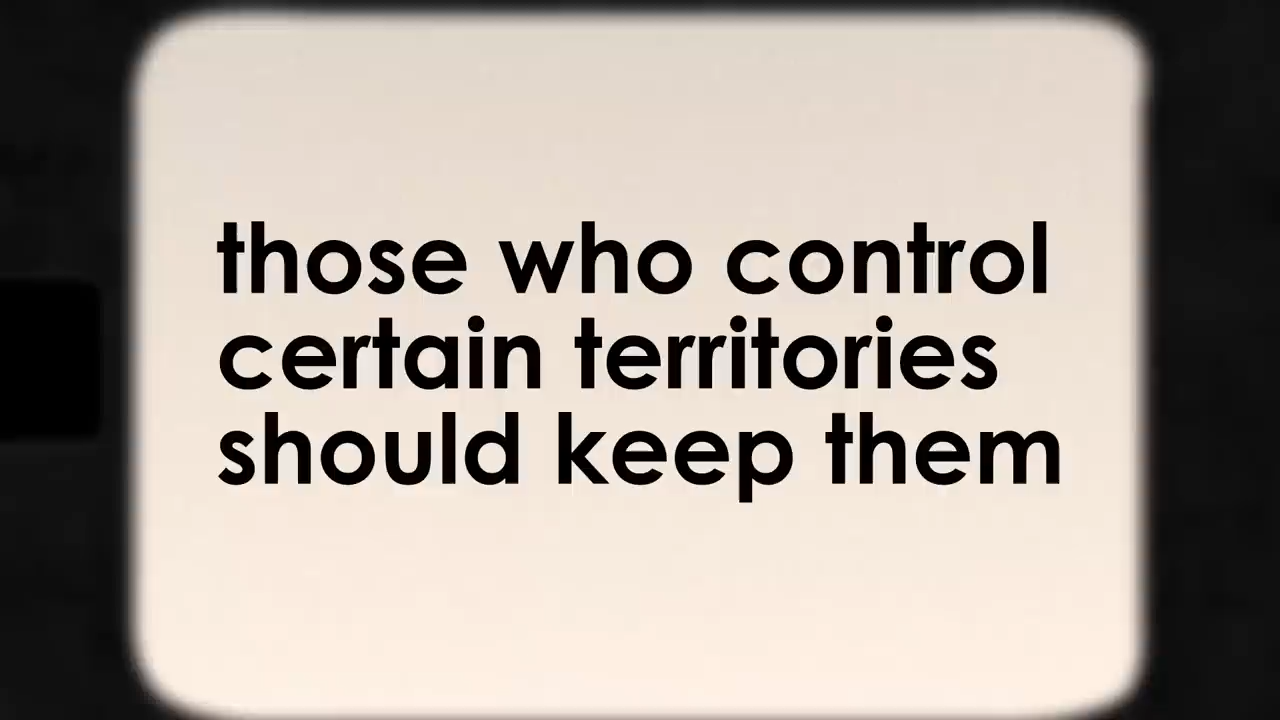 those who control
certain territories
should keep them